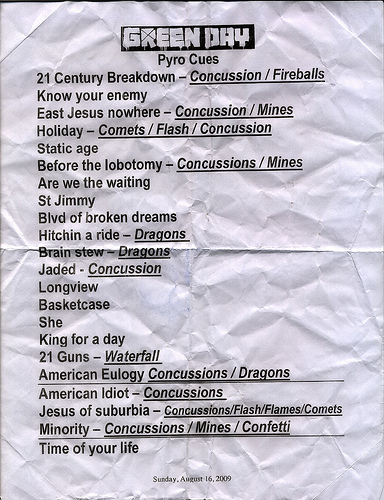 GREEN DAY
Pyro Cues
21 Century Breakdown – Concussion / Fireballs
Know your enemy
East Jesus nowhere – Concussion / Mines
Holiday – Comets / Flash / Concussion
Static age
Before the lobotomy – Concussions / Mines
Are we the waiting
St Jimmy
Blvd of broken dreams
Hitchin a ride – Dragons
Brain stew – Dragons
Jaded - Concussion
Longview
Basketcase
She
King for a day
21 Guns – Waterfall
American Eulogy Concussions / Dragons
American Idiot – Concussions
Jesus of suburbia – Concussions/Flash/Flames/Comets
Minority – Concussions / Mines / Confetti
Time of your life
Sunday, August 16, 2009